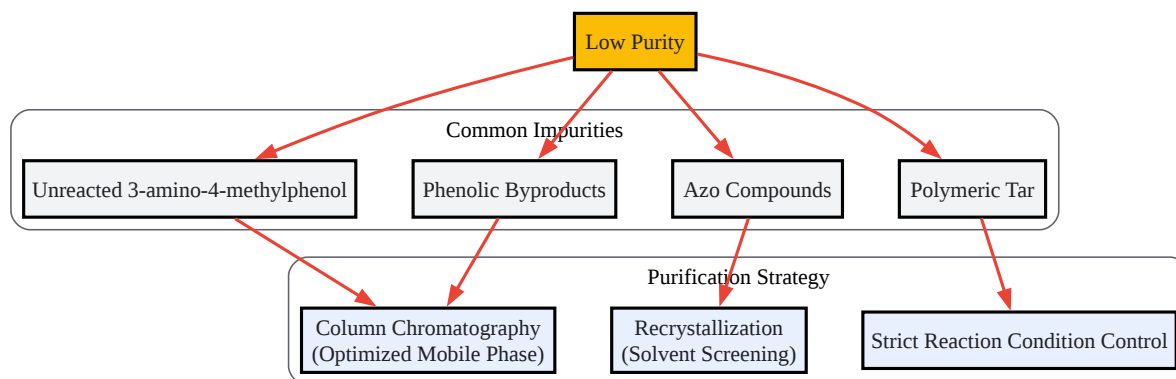 Low Purity
Common Impurities
Unreacted 3-amino-4-methylphenol
Phenolic Byproducts
Azo Compounds
Polymeric Tar
Purification Strategy
Column Chromatography
(Optimized Mobile Phase)
Recrystallization
(Solvent Screening)
Strict Reaction Condition Control